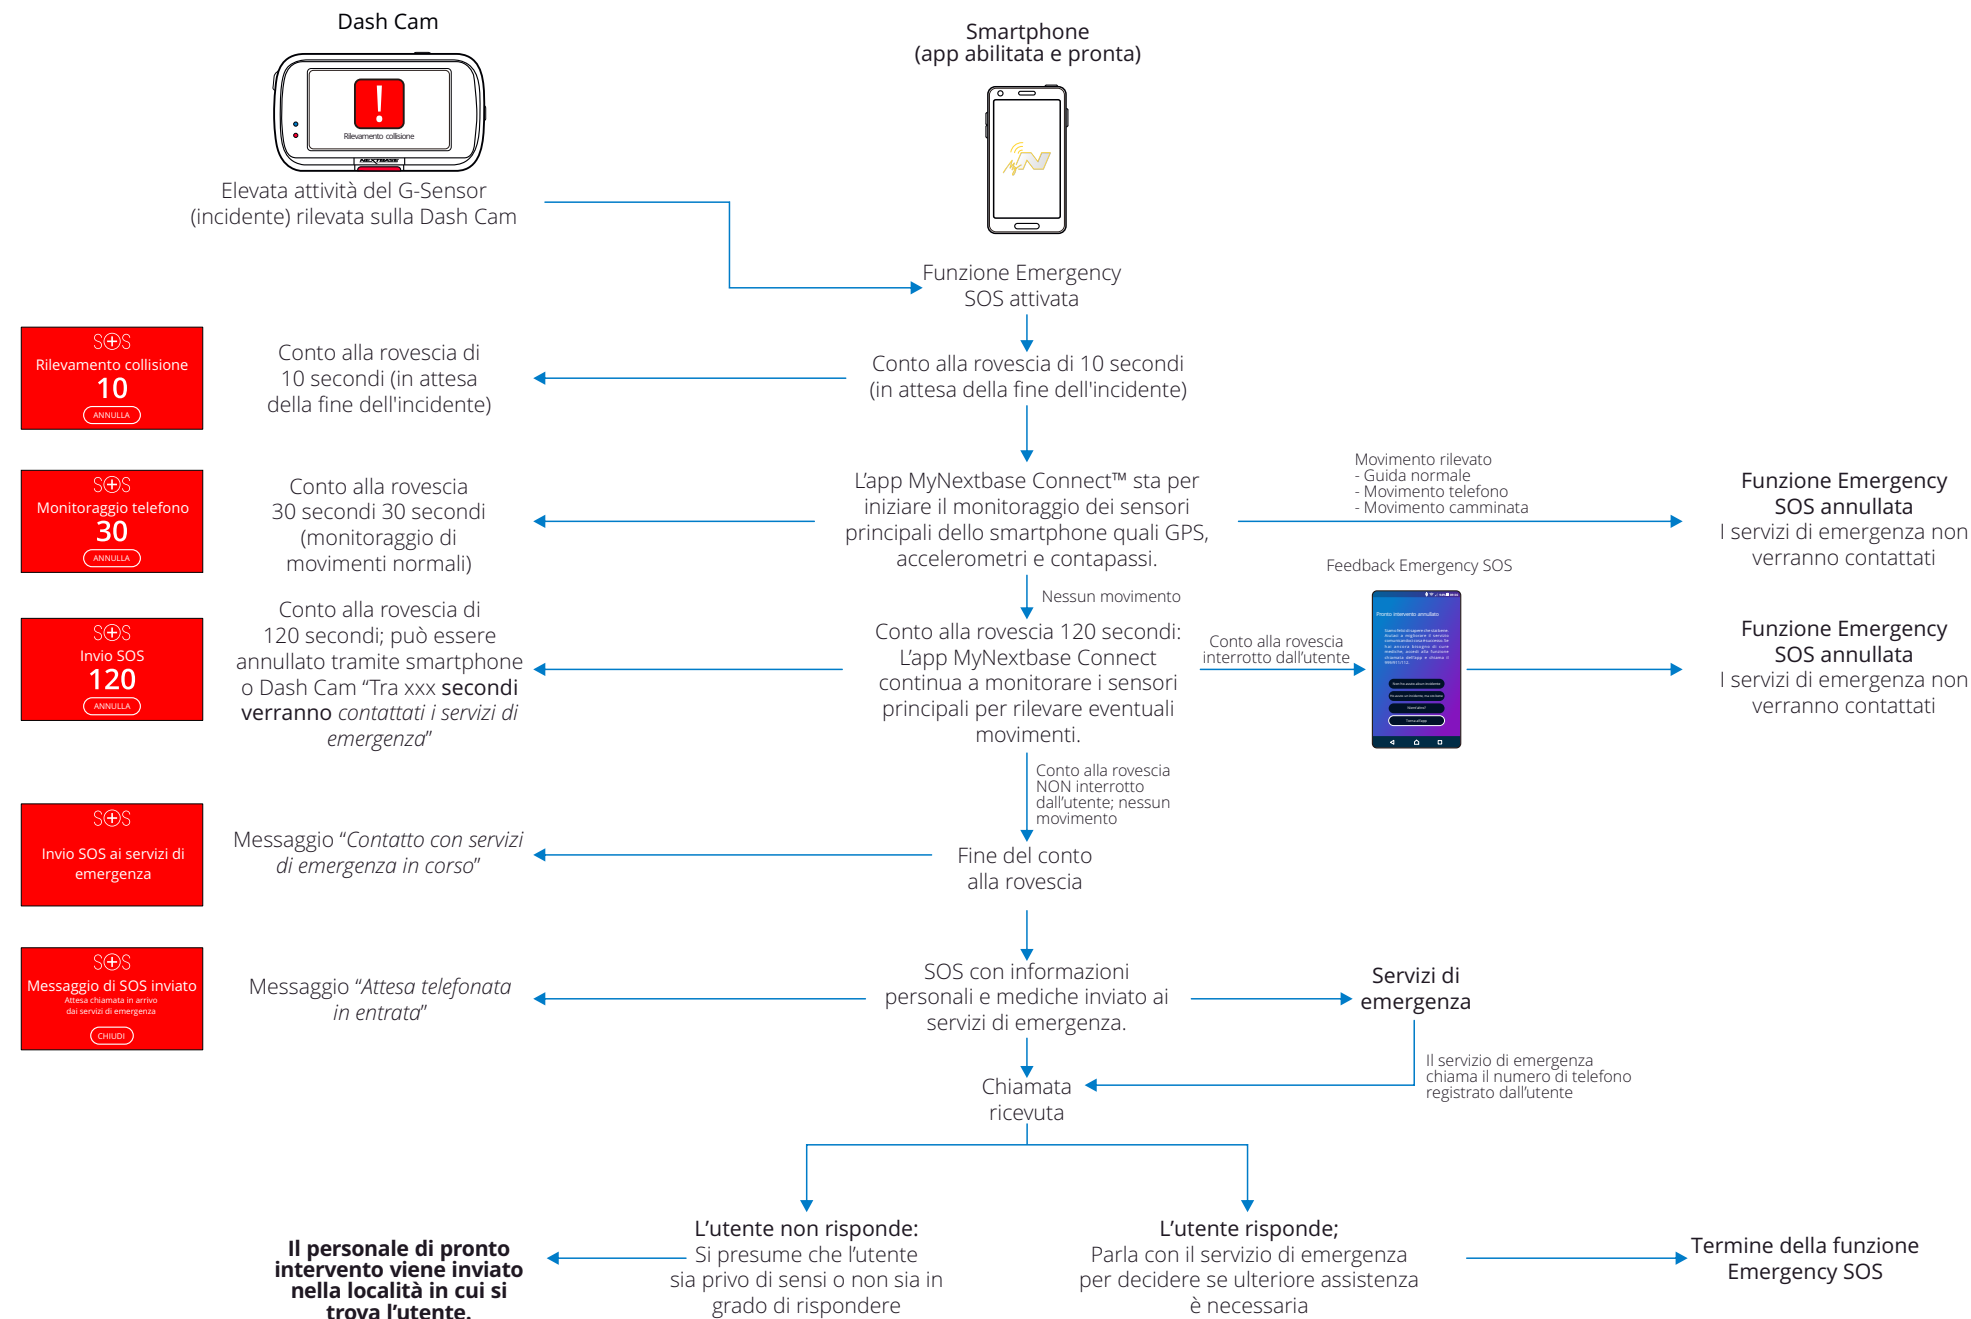 Dash Cam
Smartphone
(app abilitata e pronta)
Rilevamento collisione
NEXTBASE
My N
Elevata attività del G-Sensor
(incidente) rilevata sulla Dash Cam
Funzione Emergency
SOS attivata
SOS
Rilevamento collisione
10
ANNULLA
Conto alla rovescia di
10 secondi (in attesa
della fine dell'incidente)
Conto alla rovescia di 10 secondi
(in attesa della fine dell'incidente)
SOS
Monitoraggio telefono
30
ANNULLA
Conto alla rovescia
30 secondi 30 secondi
(monitoraggio di
movimenti normali)
L'app MyNextbase Connect™ sta per
iniziare il monitoraggio dei sensori
principali dello smartphone quali GPS,
accelerometri e contapassi.
Movimento rilevato
- Guida normale
- Movimento telefono
- Movimento camminata
Funzione Emergency
SOS annullata
I servizi di emergenza non
verranno contattati
Nessun movimento
Feedback Emergency SOS
SOS
Invio SOS
120
ANNULLA
Conto alla rovescia di
120 secondi; può essere
annullato tramite smartphone
o Dash Cam “Tra xxx secondi
verranno contattati i servizi di
emergenza”
Conto alla rovescia 120 secondi:
L'app MyNextbase Connect
continua a monitorare i sensori
principali per rilevare eventuali
movimenti.
Conto alla rovescia
interrotto dall'utente
Pronto intervento annullato
Torna all'app
Funzione Emergency
SOS annullata
I servizi di emergenza non
verranno contattati
Conto alla rovescia
NON interrotto
dall'utente; nessun
movimento
SOS
Invio SOS ai servizi di
emergenza
Messaggio “Contatto con servizi
di emergenza in corso”
Fine del conto
alla rovescia
SOS
Messaggio di SOS inviato
Attesa chiamata in arrivo
dai servizi di emergenza
CHIUDI
Messaggio “Attesa telefonata
in entrata”
SOS con informazioni
personali e mediche inviato ai
servizi di emergenza.
Servizi di
emergenza
Il servizio di emergenza
chiama il numero di telefono
registrato dall'utente
Chiamata
ricevuta
Il personale di pronto
intervento viene inviato
nella località in cui si
trova l'utente.
L'utente non risponde:
Si presume che l'utente
sia privo di sensi o non sia in
grado di rispondere
L'utente risponde;
Parla con il servizio di emergenza
per decidere se ulteriore assistenza
è necessaria
Termine della funzione
Emergency SOS